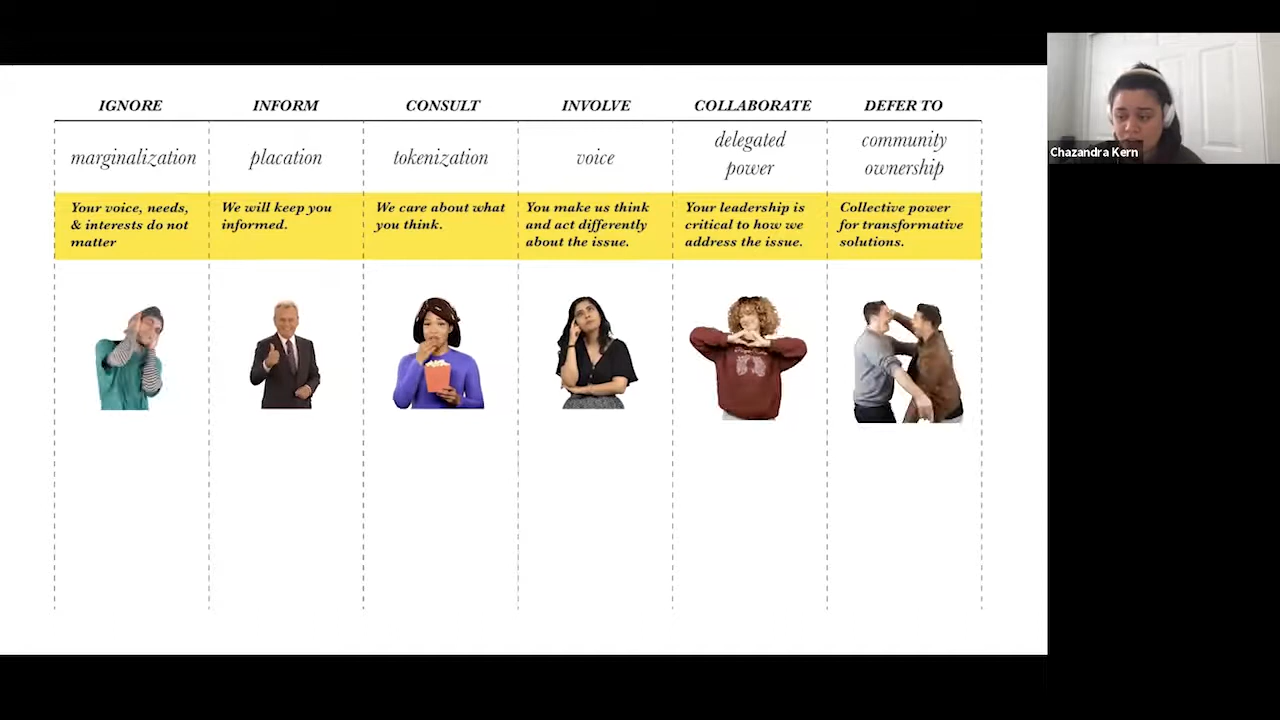 IGNORE
INFORM
CONSULT
INVOLVE
COLLABORATE
DEFER TO
marginalization
placation
tokenization
voice
delegated
power
community
ownership
Your voice, needs,
& interests do not
matter
We will keep you
informed.
We care about what
you think.
You make us think
and act differently
about the issue.
Your leadership is
critical to how we
address the issue.
Collective power
for transformative
solutions.
Chazandra Kern